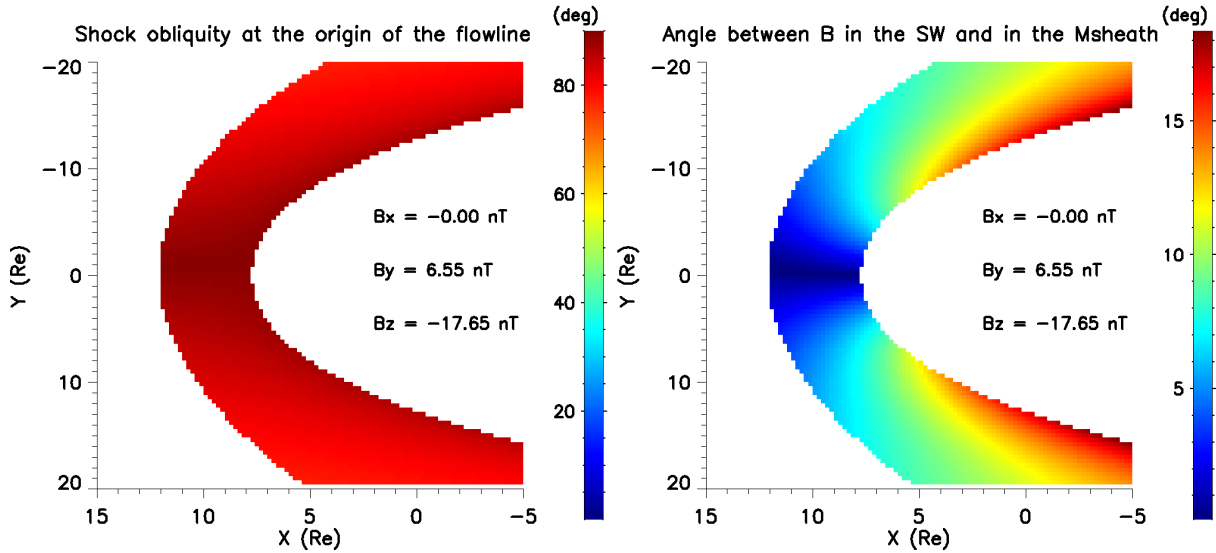 (deg)
Shock obliquity at the origin of the flowline
-20
-10
0
10
20
Y (Re)
15
10
5
0
-5
X (Re)
Bx = -0.00 nT
By = 6.55 nT
Bz = -17.65 nT
80
60
40
20
(deg)
Angle between B in the SW and in the Msheath
-20
-10
0
10
20
Y (Re)
15
10
5
0
-5
X (Re)
Bx = -0.00 nT
By = 6.55 nT
Bz = -17.65 nT
15
10
5